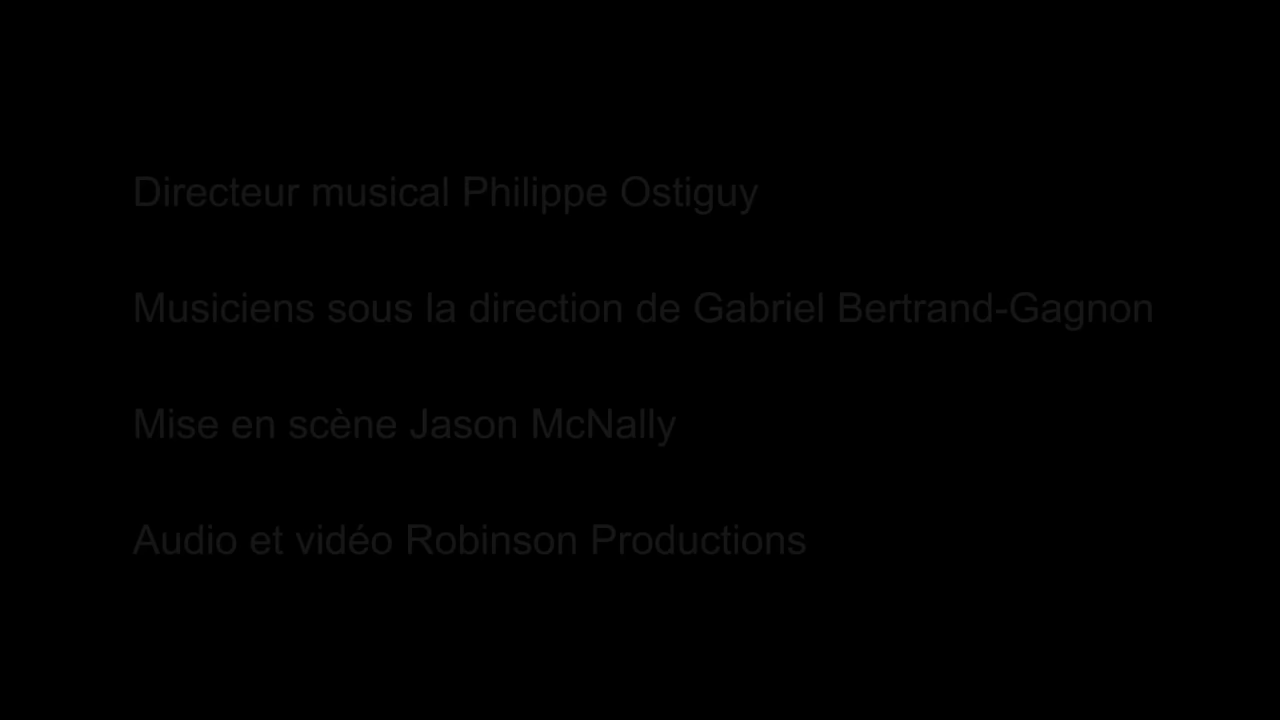 Directeur musical Philippe Ostiguy
Musiciens sous la direction de Gabriel Bertrand-Gagnon
Mise en scène Jason McNally
Audio et vidéo Robinson Productions